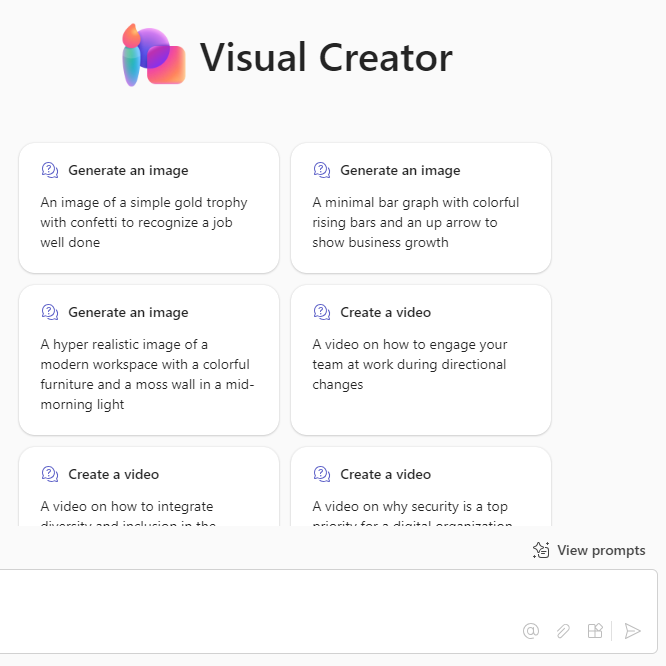 Visual Creator
Generate an image
An image of a simple gold trophy
with confetti to recognize a job
well done
Generate an image
A minimal bar graph with colorful
rising bars and an up arrow to
show business growth
Generate an image
A hyper realistic image of a
modern workspace with a colorful
furniture and a moss wall in a mid-
morning light
Create a video
A video on how to engage your
team at work during directional
changes
Create a video
A video on how to integrate
diversity and inclusion in the
Create a video
A video on why security is a top
priority for a digital organization
View prompts